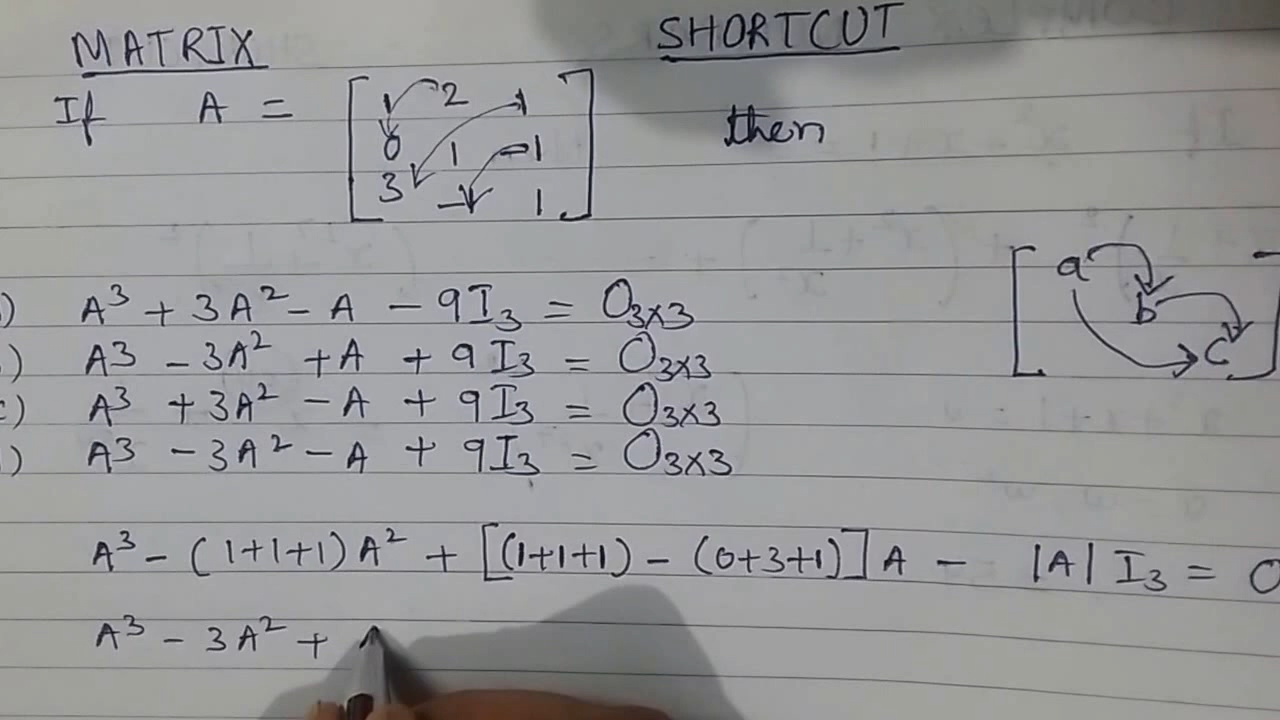 MATRIX SHORTCUT
If A = [ 1 2 1 then
0 1 -1
3 -1 1 ]
[ a
b
c ]
) A³ + 3A² - A - 9I₃ = O₃ₓ₃
) A³ - 3A² + A + 9I₃ = O₃ₓ₃
c) A³ + 3A² - A + 9I₃ = O₃ₓ₃
) A³ - 3A² - A + 9I₃ = O₃ₓ₃
A³ - (1+1+1)A² + [(1+1+1) - (0+3+1)]A - |A| I₃ = O
A³ - 3A² +